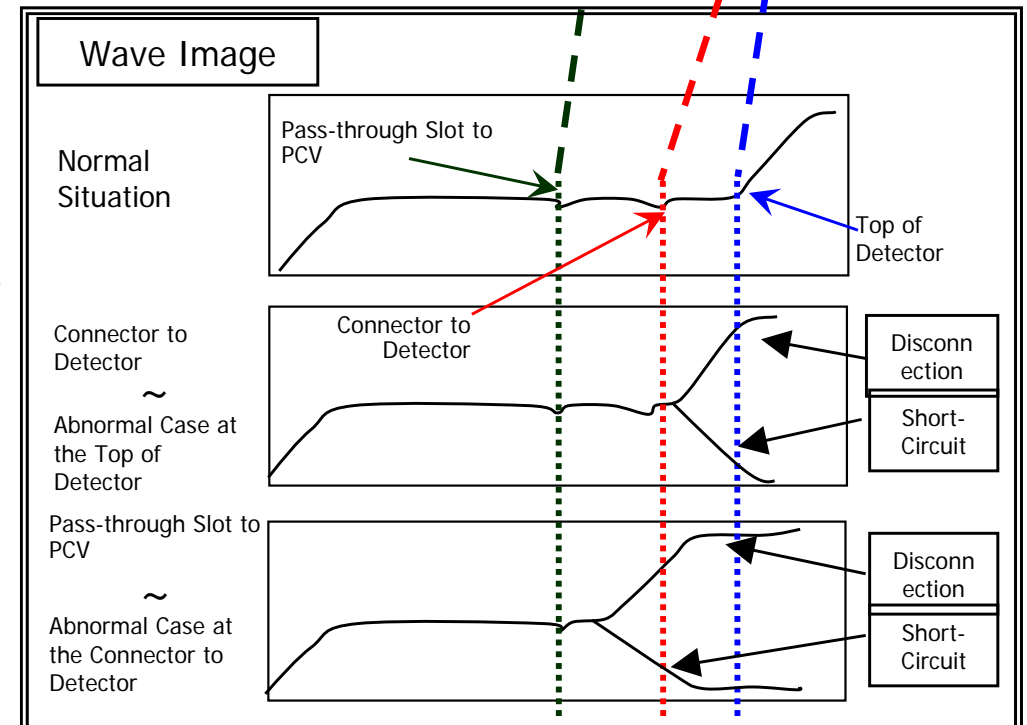 Wave Image
Normal
Situation
Pass-through Slot to
PCV
Top of
Detector
Connector to
Detector
Connector to
Detector
~
Abnormal Case at
the Top of
Detector
Disconn
ection
Short-
Circuit
Pass-through Slot to
PCV
~
Abnormal Case at
the Connector to
Detector
Disconn
ection
Short-
Circuit